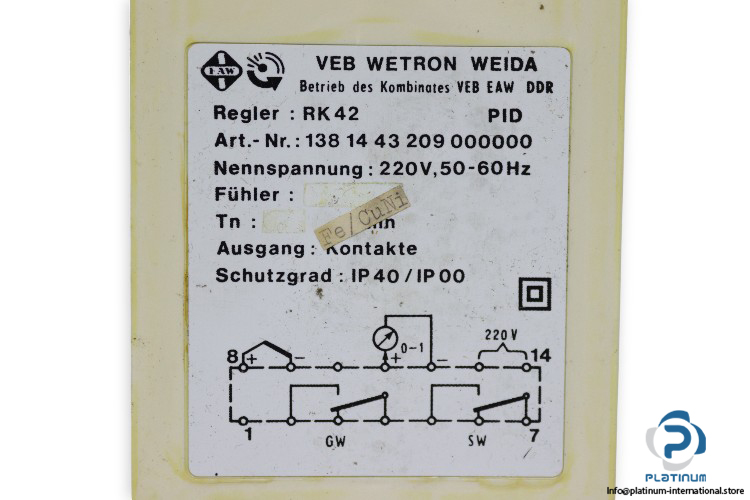 EAW
VEB WETRON WEIDA
Betrieb des Kombinates VEB EAW DDR
Regler : RK 42 PID
Art.- Nr. : 138 14 43 209 000000
Nennspannung : 220V, 50-60Hz
Fühler :
Fe/CuNi
Tn :
Ausgang : Kontakte
Schutzgrad : IP 40 / IP 00
220 V
8 + - + 0-1 - 14
1 GW SW 7
PLATINUM
Info@platinum-international.store